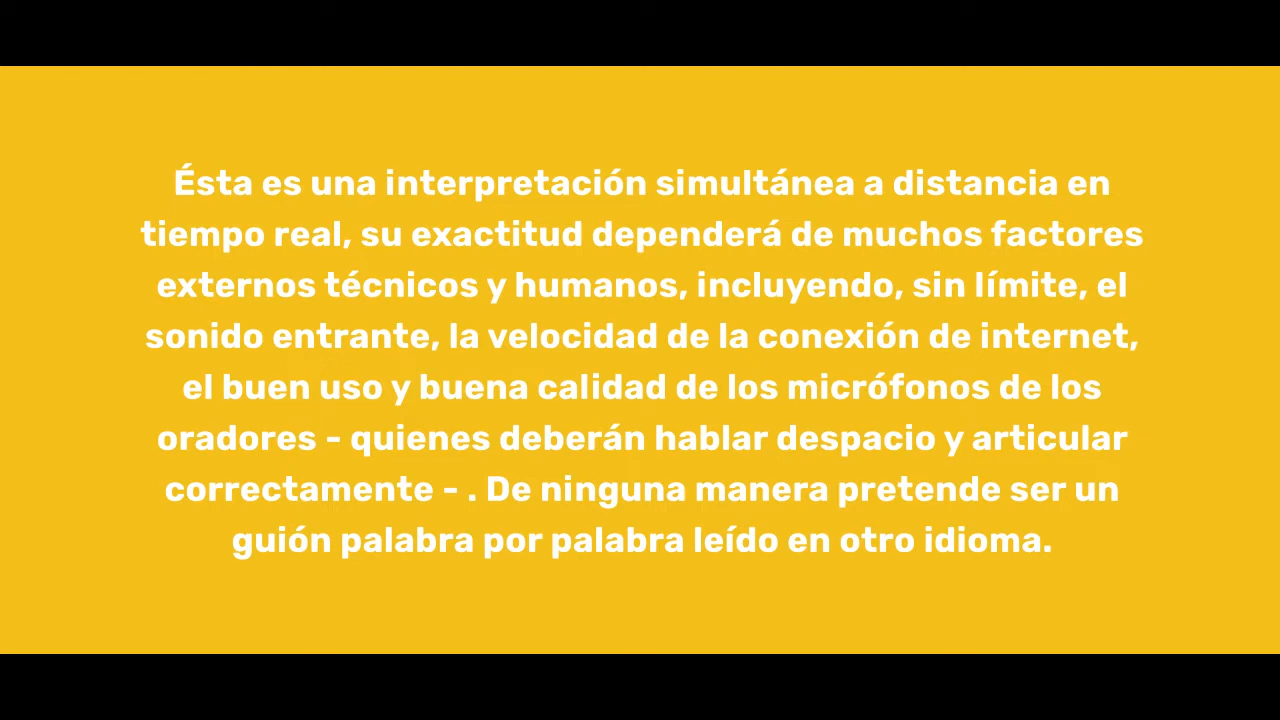 Ésta es una interpretación simultánea a distancia en
tiempo real, su exactitud dependerá de muchos factores
externos técnicos y humanos, incluyendo, sin límite, el
sonido entrante, la velocidad de la conexión de internet,
el buen uso y buena calidad de los micrófonos de los
oradores - quienes deberán hablar despacio y articular
correctamente - . De ninguna manera pretende ser un
guión palabra por palabra leído en otro idioma.